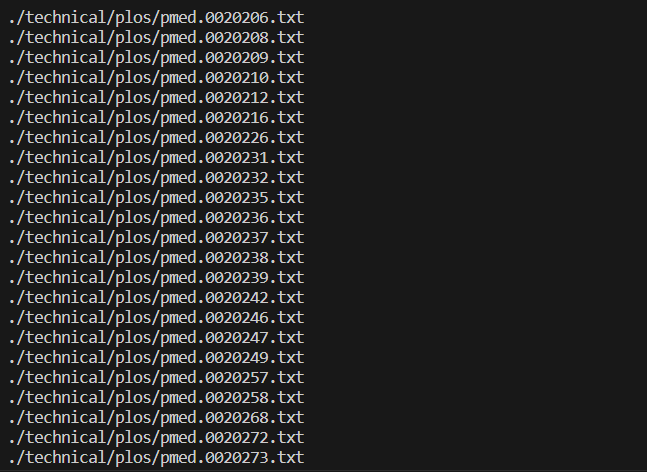 ./technical/plos/pmed.0020206.txt
./technical/plos/pmed.0020208.txt
./technical/plos/pmed.0020209.txt
./technical/plos/pmed.0020210.txt
./technical/plos/pmed.0020212.txt
./technical/plos/pmed.0020216.txt
./technical/plos/pmed.0020226.txt
./technical/plos/pmed.0020231.txt
./technical/plos/pmed.0020232.txt
./technical/plos/pmed.0020235.txt
./technical/plos/pmed.0020236.txt
./technical/plos/pmed.0020237.txt
./technical/plos/pmed.0020238.txt
./technical/plos/pmed.0020239.txt
./technical/plos/pmed.0020242.txt
./technical/plos/pmed.0020246.txt
./technical/plos/pmed.0020247.txt
./technical/plos/pmed.0020249.txt
./technical/plos/pmed.0020257.txt
./technical/plos/pmed.0020258.txt
./technical/plos/pmed.0020268.txt
./technical/plos/pmed.0020272.txt
./technical/plos/pmed.0020273.txt